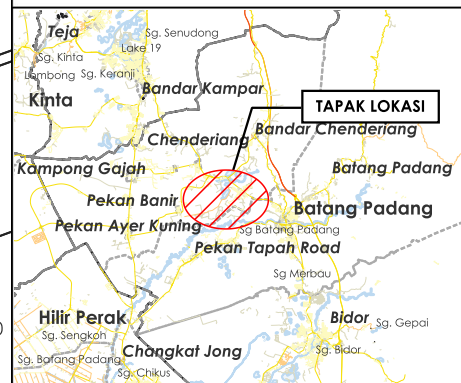 Teja
Sg. Senudong
Lake 19
Sg. Kinta
Lombong
Sg. Keranji
Kinta
Bandar Kampar
TAPAK LOKASI
Chenderiang
Bandar Chenderiang
Kampong Gajah
Batang Padang
Pekan Banir
Batang Padang
Pekan Ayer Kuning
Sg Batang Padang
Pekan Tapah Road
Sg Merbau
Hilir Perak
Bidor
Sg. Gepai
Sg. Sengkoh
Sg. Batang Padang
Changkat Jong
Sg. Bidor
Sg. Chikus